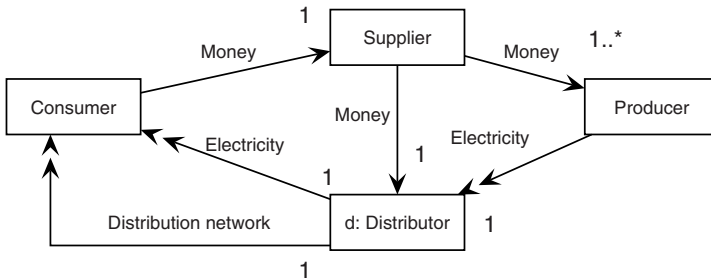 1
Supplier
1..*
Money
Money
Consumer
Producer
Money
Electricity
Electricity
1
1
d: Distributor
1
Distribution network
1